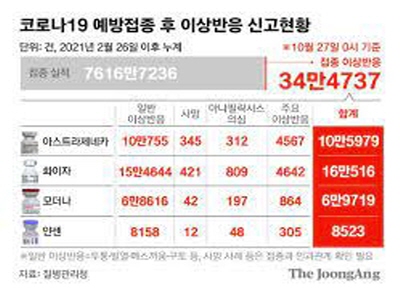 코로나19 예방접종 후 이상반응 신고현황
단위: 건, 2021년 2월 26일 이후 누계
※10월 27일 0시 기준
접종 실적 7616만7236
접종 이상반응
34만4737
일반 이상반응 사망 아나필락시스 의심 주요 이상반응 합계
아스트라제네카 10만755 345 312 4567 10만5979
화이자 15만4644 421 809 4642 16만516
모더나 6만8616 42 197 864 6만9719
얀센 8158 12 48 305 8523
※일반 이상반응=두통·발열·메스꺼움·구토 등, 사망 사례 등은 접종과 인과관계 확인 필요
자료: 질병관리청
The JoongAng